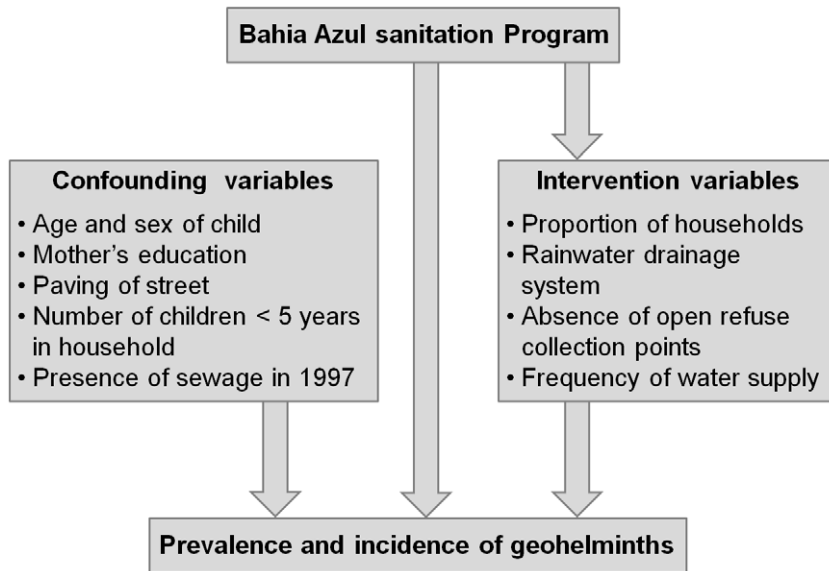 Bahia Azul sanitation Program
Confounding variables
• Age and sex of child
• Mother's education
• Paving of street
• Number of children < 5 years
in household
• Presence of sewage in 1997
Intervention variables
• Proportion of households
• Rainwater drainage
system
• Absence of open refuse
collection points
• Frequency of water supply
Prevalence and incidence of geohelminths